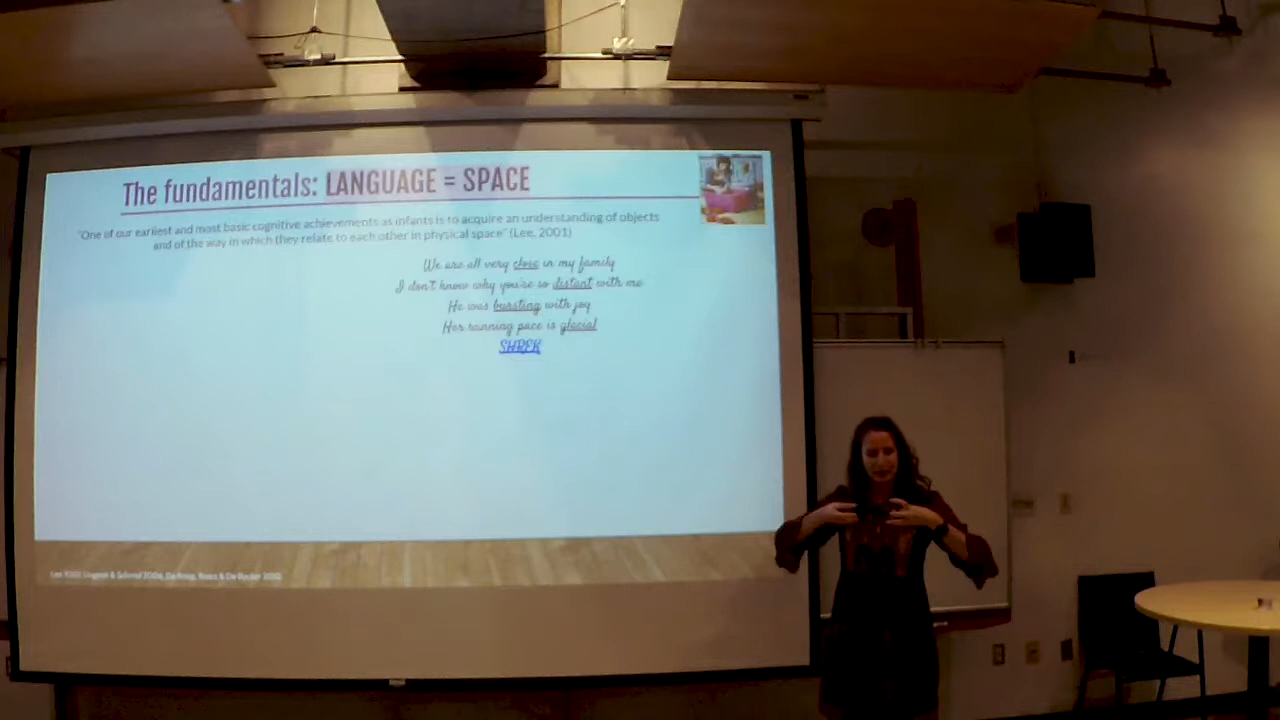 The fundamentals: LANGUAGE = SPACE
"One of our earliest and most basic cognitive achievements as infants is to acquire an understanding of objects
and of the way in which they relate to each other in physical space" (Lee, 2001)
We are all very close in my family
I don't know why you're so distant with me
He was bursting with joy
Her running pace is glacial
SHREK